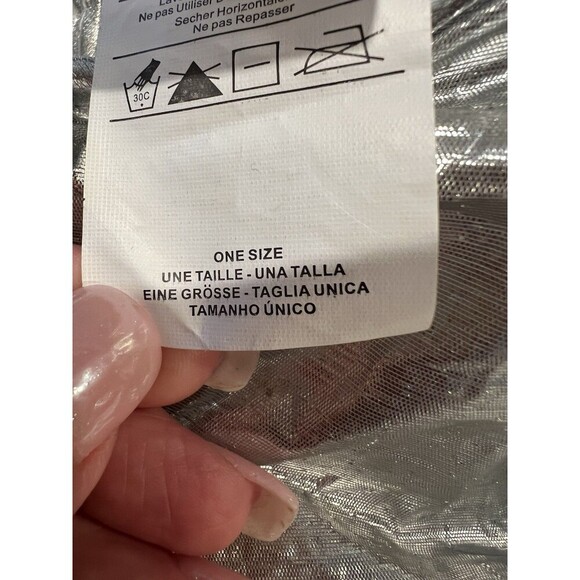 Ne pas Utiliser
Secher Horizontale
Ne pas Repasser
30C
ONE SIZE
UNE TAILLE - UNA TALLA
EINE GRÖSSE - TAGLIA UNICA
TAMANHO ÚNICO